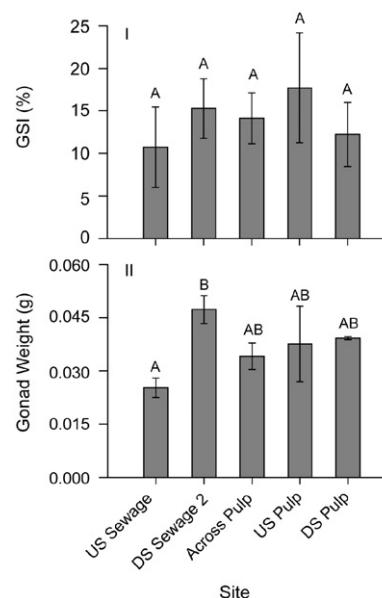 I
GSI (%)
25
20
15
10
5
0
A
A
A
A
A
II
Gonad Weight (g)
0.060
0.045
0.030
0.015
0.000
A
B
AB
AB
AB
US Sewage
DS Sewage 2
Across Pulp
US Pulp
DS Pulp
Site